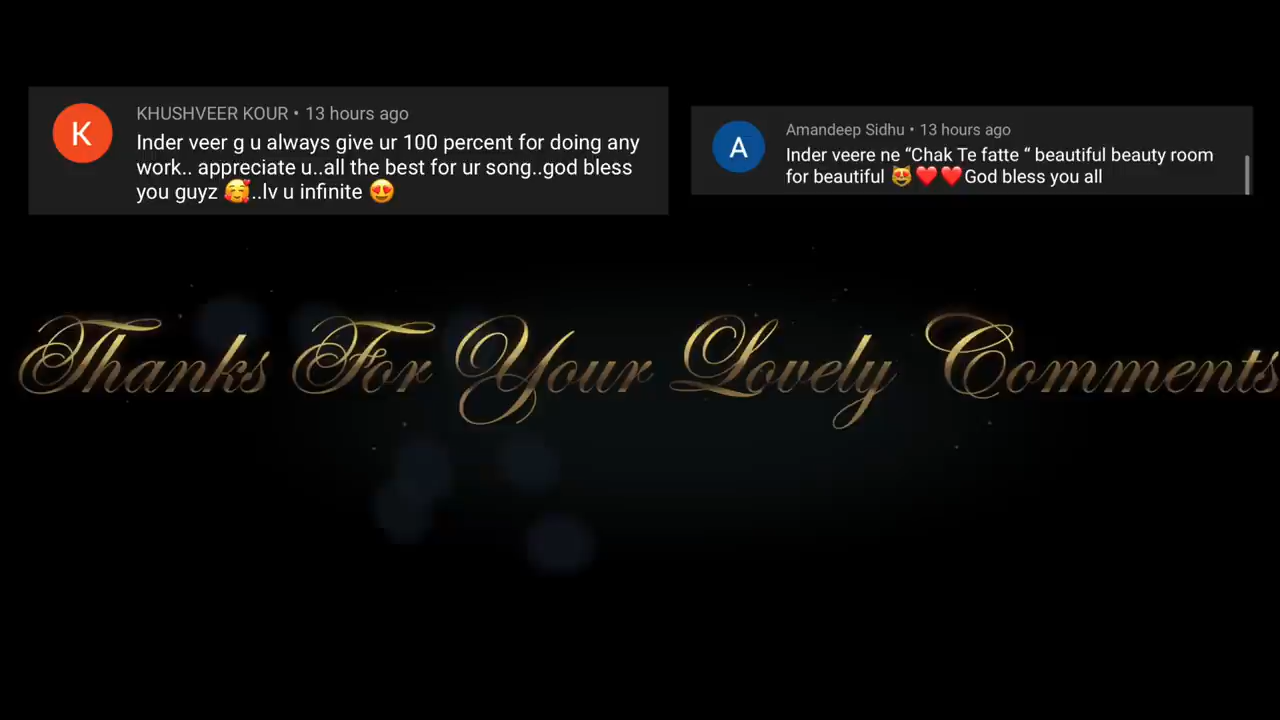 K
KHUSHVEER KOUR • 13 hours ago
Inder veer g u always give ur 100 percent for doing any
work.. appreciate u..all the best for ur song..god bless
you guyz 🥰..lv u infinite 😍
A
Amandeep Sidhu • 13 hours ago
Inder veere ne “Chak Te fatte “ beautiful beauty room
for beautiful 😻❤️❤️God bless you all
Thanks For Your Lovely Comments